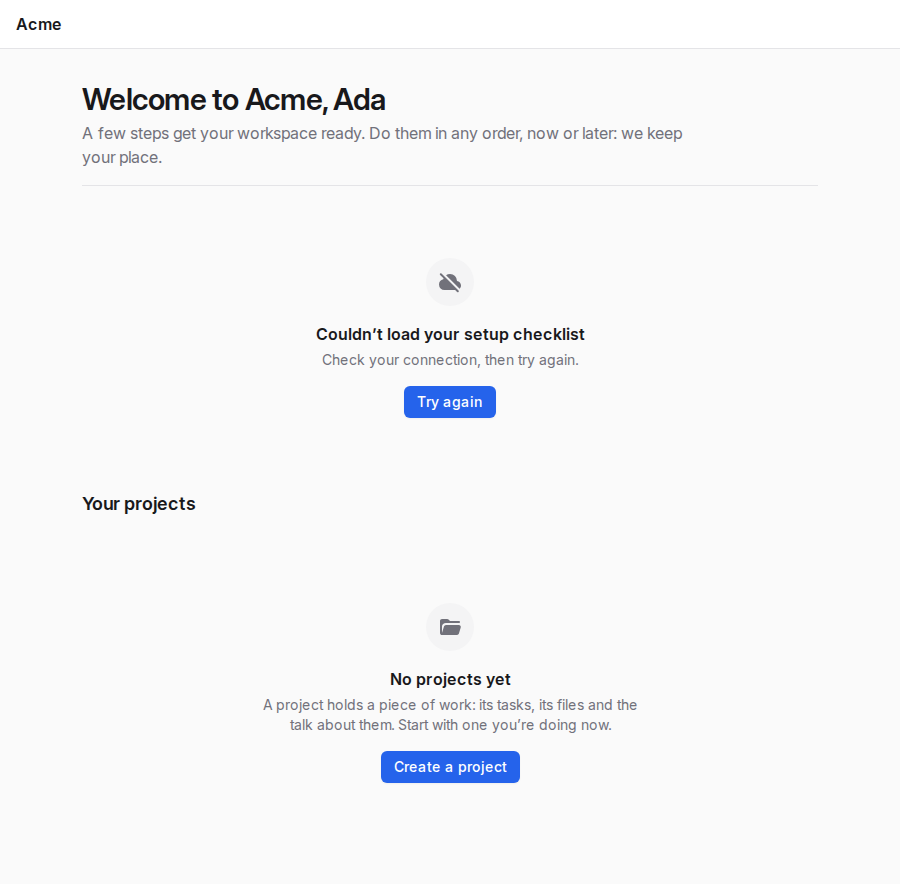 Acme
Welcome to Acme, Ada
A few steps get your workspace ready. Do them in any order, now or later: we keep
your place.
Couldn’t load your setup checklist
Check your connection, then try again.
Try again
Your projects
No projects yet
A project holds a piece of work: its tasks, its files and the
talk about them. Start with one you’re doing now.
Create a project